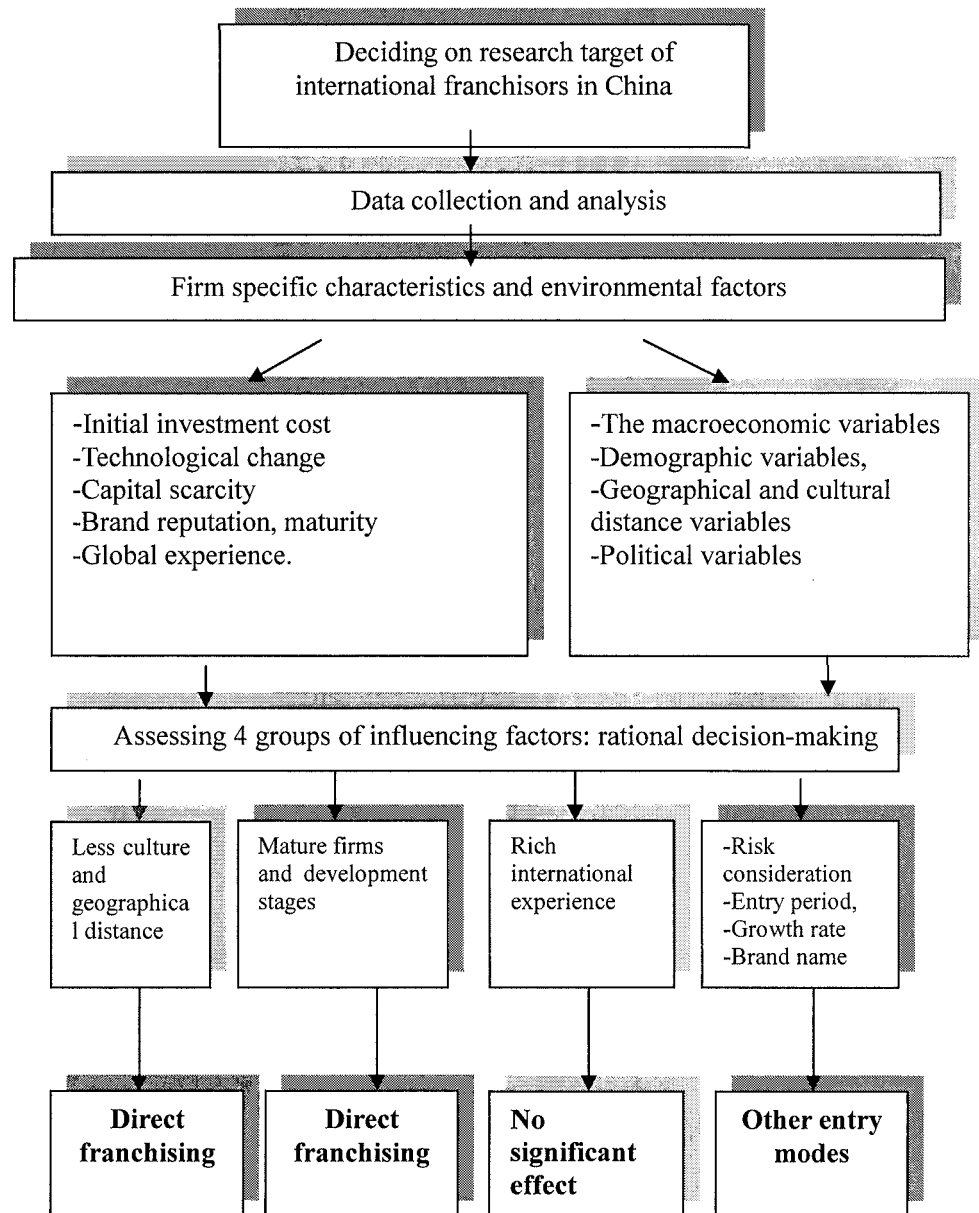 Deciding on research target of
international franchisors in China
Data collection and analysis
Firm specific characteristics and environmental factors
-Initial investment cost
-Technological change
-Capital scarcity
-Brand reputation, maturity
-Global experience.
-The macroeconomic variables
-Demographic variables,
-Geographical and cultural
distance variables
-Political variables
Assessing 4 groups of influencing factors: rational decision-making
Less culture
and
geographica
l distance
Mature firms
and development
stages
Rich
international
experience
-Risk
consideration
-Entry period,
-Growth rate
-Brand name
Direct
franchising
Direct
franchising
No
significant
effect
Other entry
modes